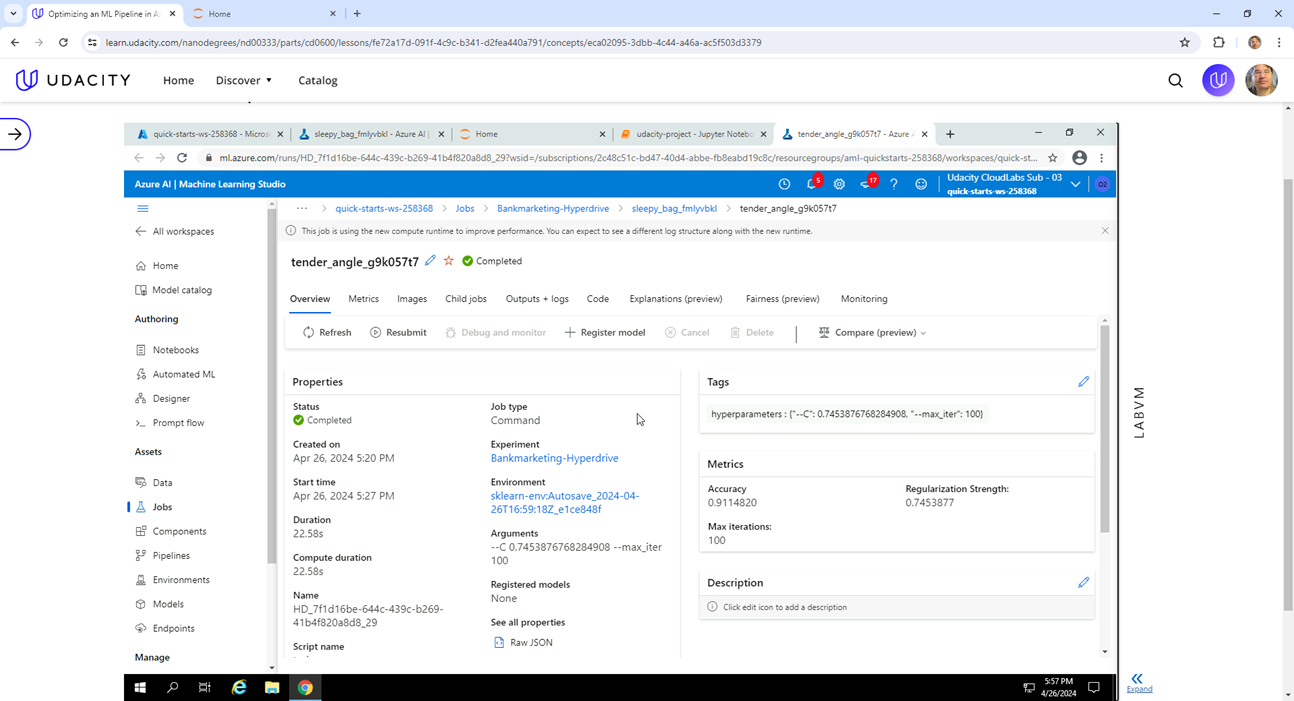 Optimizing an ML Pipeline in Az
Home
learn.udacity.com/nanodegrees/nd00333/parts/cd0600/lessons/fe72a17d-091f-4c9c-b341-d2fea440a791/concepts/eca02095-3dbb-4c44-a46a-ac5f503d3379
UDACITY
Home
Discover
Catalog
quick-starts-ws-258368 - Micros
sleepy_bag_fmlyvbkl - Azure AI |
Home
udacity-project - Jupyter Notebo
tender_angle_g9k057t7 - Azure A
ml.azure.com/runs/HD_7f1d16be-644c-439c-b269-41b4f820a8d8_29?wsid=/subscriptions/2c48c51c-bd47-40d4-abbe-fb8eabd19c8c/resourcegroups/aml-quickstarts-258368/workspaces/quick-st...
Azure AI | Machine Learning Studio
5
17
?
Udacity CloudLabs Sub - 03
quick-starts-ws-258368
O2
All workspaces
Home
Model catalog
Authoring
Notebooks
Automated ML
Designer
Prompt flow
Assets
Data
Jobs
Components
Pipelines
Environments
Models
Endpoints
Manage
... > quick-starts-ws-258368 > Jobs > Bankmarketing-Hyperdrive > sleepy_bag_fmlyvbkl > tender_angle_g9k057t7
This job is using the new compute runtime to improve performance. You can expect to see a different log structure along with the new runtime.
tender_angle_g9k057t7
Completed
Overview
Metrics
Images
Child jobs
Outputs + logs
Code
Explanations (preview)
Fairness (preview)
Monitoring
Refresh
Resubmit
Debug and monitor
Register model
Cancel
Delete
Compare (preview)
Properties
Status
Completed
Created on
Apr 26, 2024 5:20 PM
Start time
Apr 26, 2024 5:27 PM
Duration
22.58s
Compute duration
22.58s
Name
HD_7f1d16be-644c-439c-b269-
41b4f820a8d8_29
Script name
Job type
Command
Experiment
Bankmarketing-Hyperdrive
Environment
sklearn-env:Autosave_2024-04-
26T16:59:18Z_e1ce848f
Arguments
--C 0.7453876768284908 --max_iter
100
Registered models
None
See all properties
Raw JSON
Tags
hyperparameters : {"--C": 0.7453876768284908, "--max_iter": 100}
Metrics
Accuracy
0.9114820
Regularization Strength:
0.7453877
Max iterations:
100
Description
Click edit icon to add a description
LABVM
Expand
5:57 PM
4/26/2024